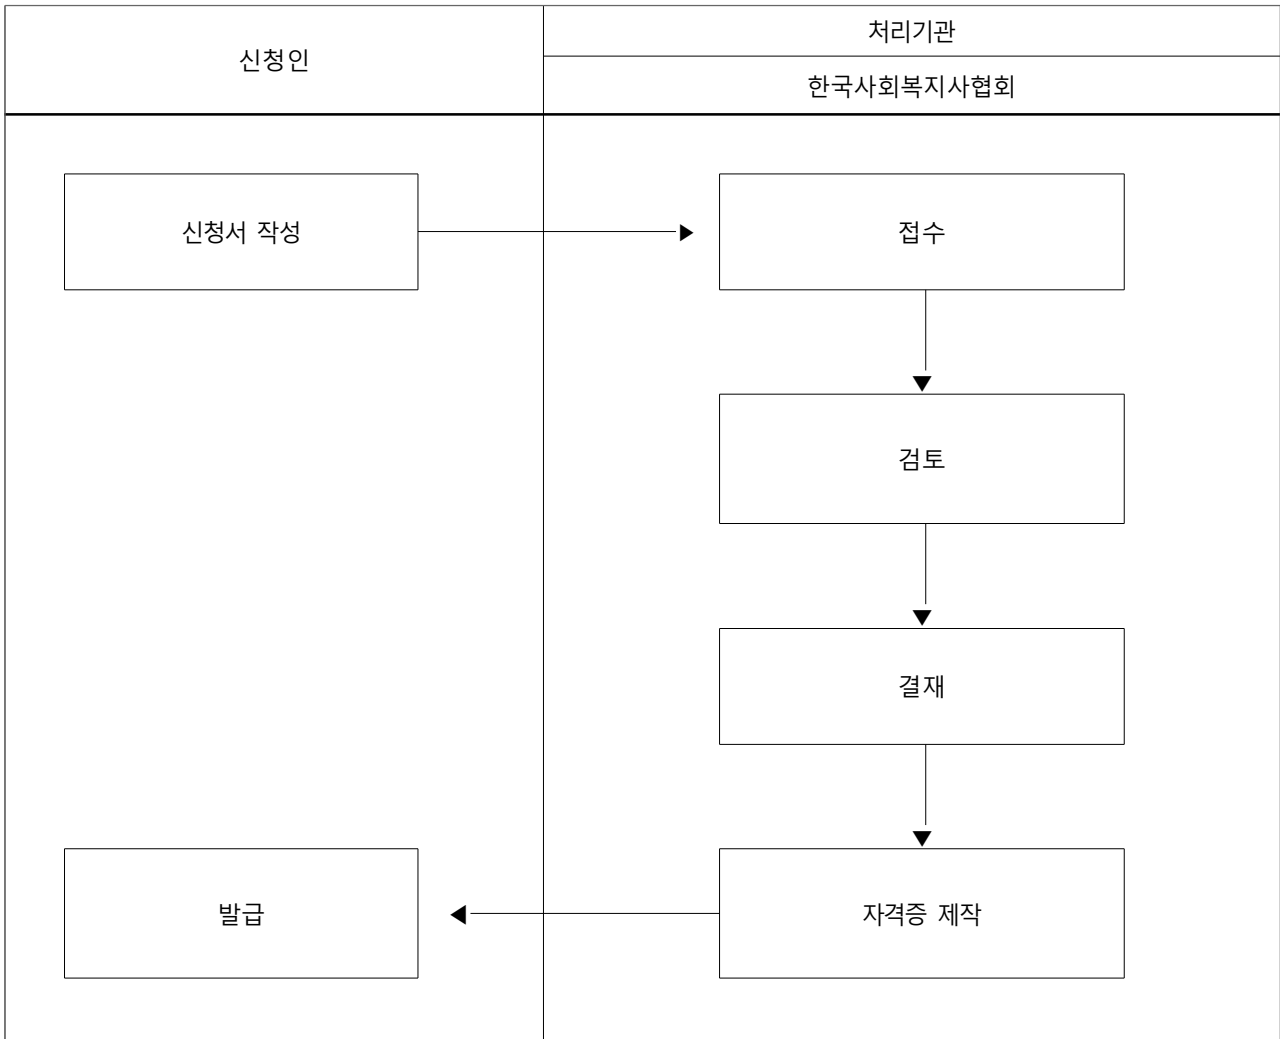 신청인
처리기관
한국사회복지사협회
신청서 작성
접수
검토
결재
발급
자격증 제작